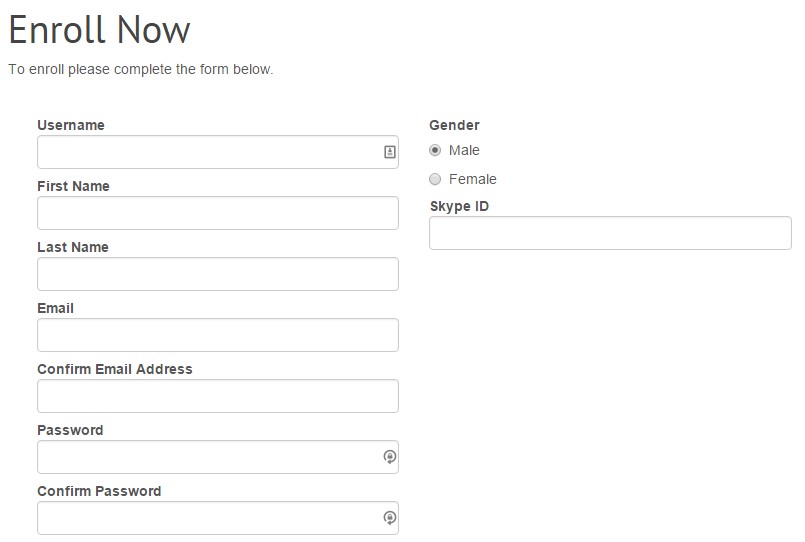 Enroll Now
To enroll please complete the form below.
Username
First Name
Last Name
Email
Confirm Email Address
Password
Confirm Password
Gender
Male
Female
Skype ID